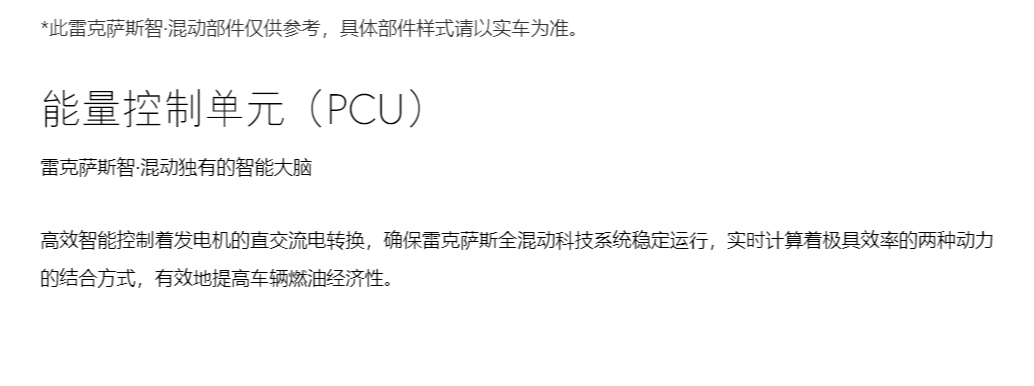 *此雷克萨斯智·混动部件仅供参考，具体部件样式请以实车为准。
能量控制单元（PCU）
雷克萨斯智·混动独有的智能大脑
高效智能控制着发电机的直交流电转换，确保雷克萨斯全混动科技系统稳定运行，实时计算着极具效率的两种动力
的结合方式，有效地提高车辆燃油经济性。